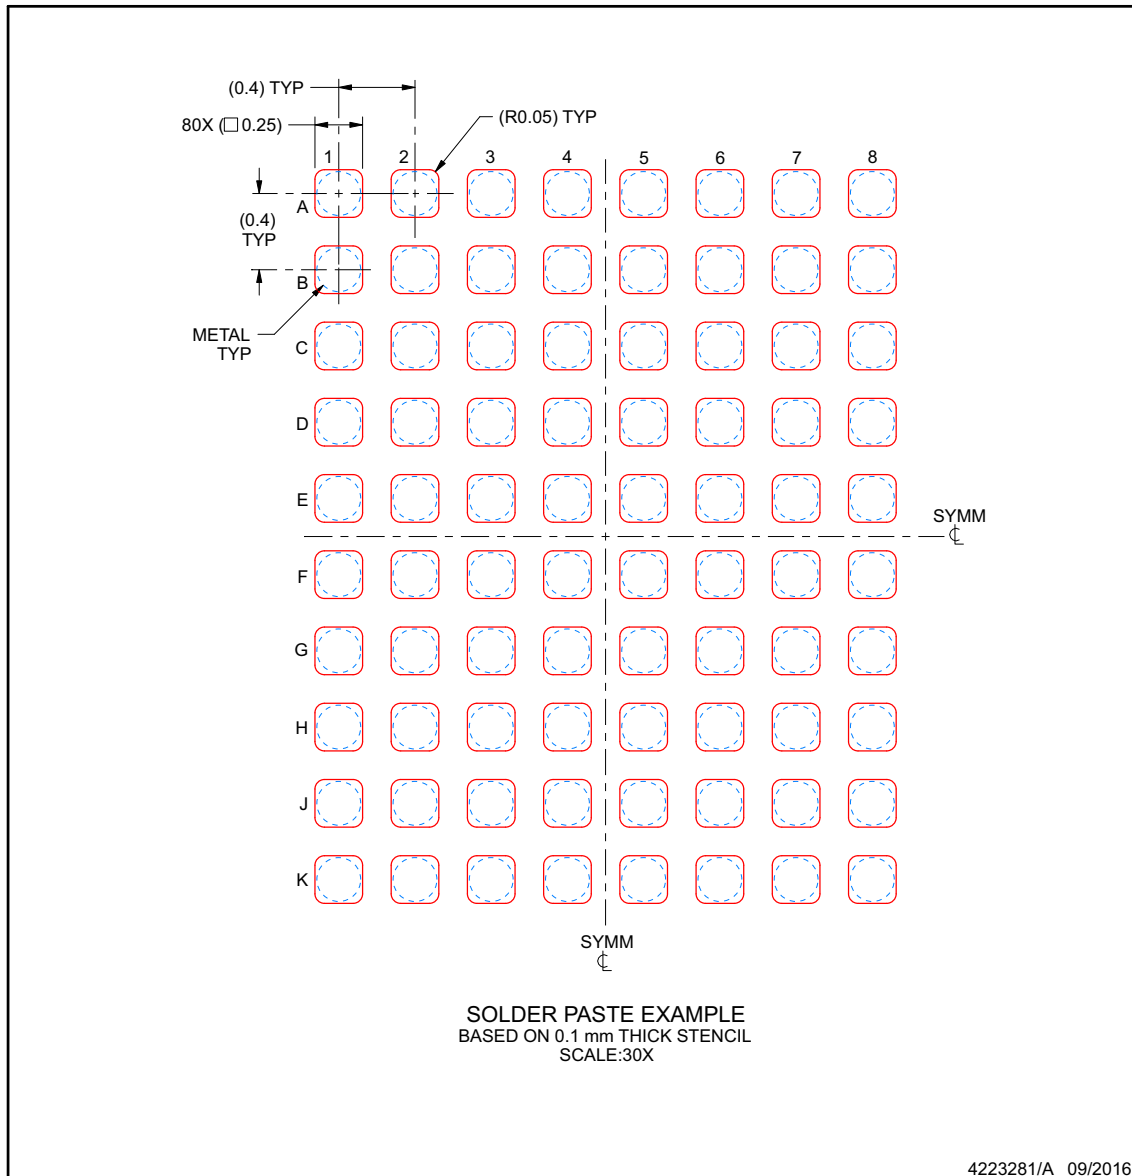 (0.4) TYP
80X (□ 0.25)
(R0.05) TYP
1 2 3 4 5 6 7 8
A
(0.4)
TYP
B
METAL
TYP
C
D
E
SYMM
℄
F
G
H
J
K
SYMM
℄
SOLDER PASTE EXAMPLE
BASED ON 0.1 mm THICK STENCIL
SCALE:30X
4223281/A 09/2016